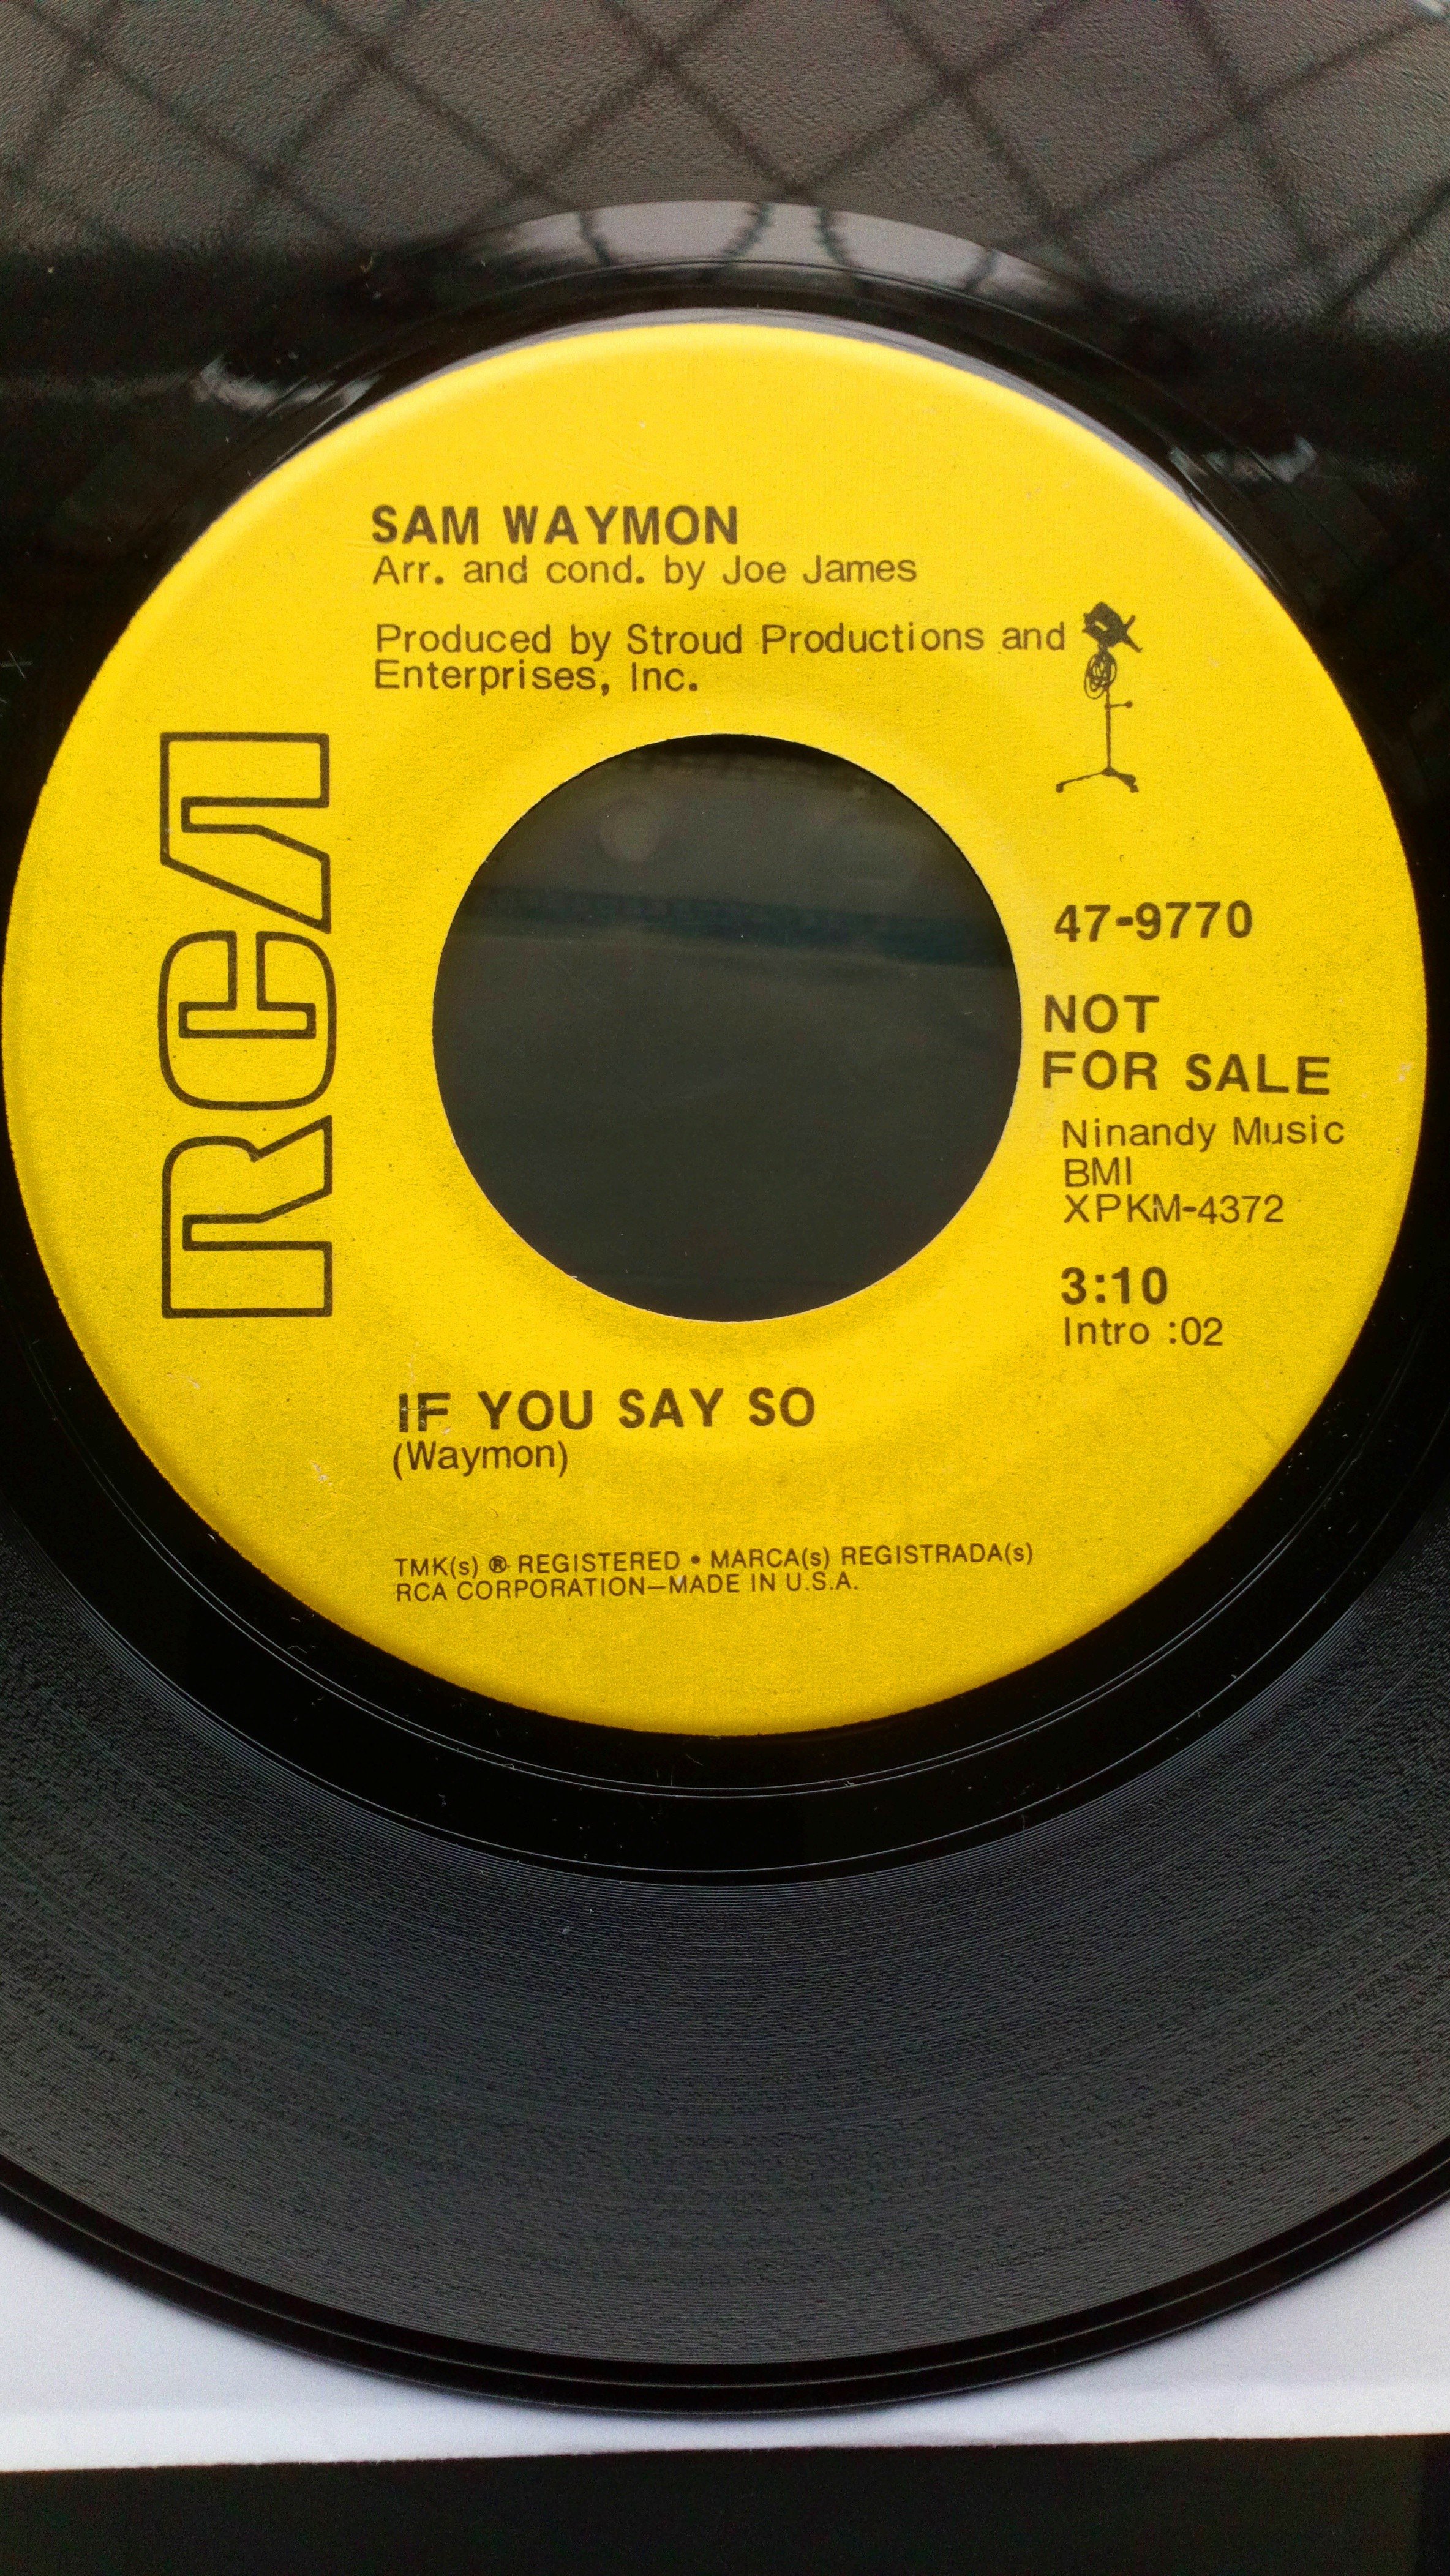 SAM WAYMON
Arr. and cond. by Joe James
Produced by Stroud Productions and
Enterprises, Inc.
RCA
47-9770
NOT
FOR SALE
Ninandy Music
BMI
XPKM-4372
3:10
Intro :02
IF YOU SAY SO
(Waymon)
TMK(s) ® REGISTERED • MARCA(s) REGISTRADA(s)
RCA CORPORATION—MADE IN U.S.A.